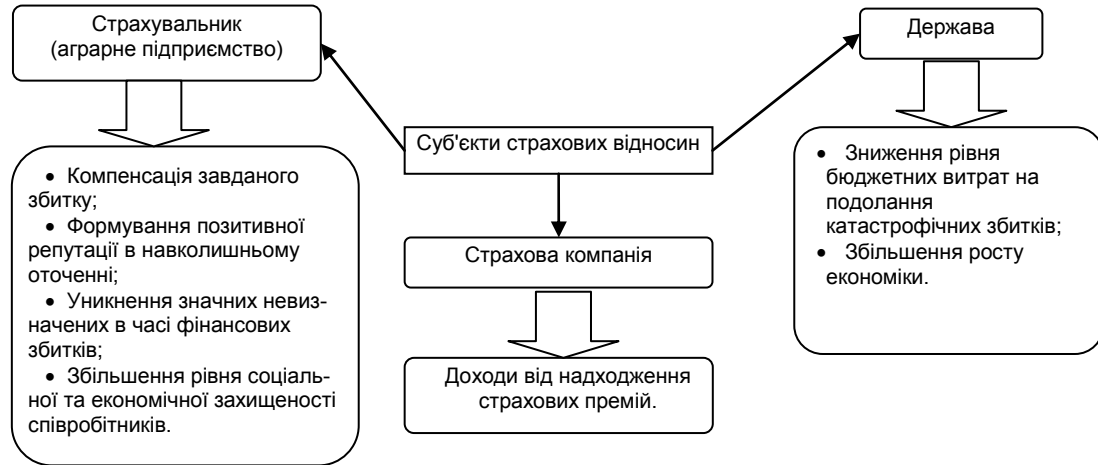 Страхувальник
(аграрне підприємство)
Держава
Суб'єкти страхових відносин
• Компенсація завданого
збитку;
• Формування позитивної
репутації в навколишньому
оточенні;
• Уникнення значних невиз-
начених в часі фінансових
збитків;
• Збільшення рівня соціаль-
ної та економічної захищеності
співробітників.
Страхова компанія
Доходи від надходження
страхових премій.
• Зниження рівня
бюджетних витрат на
подолання
катастрофічних збитків;
• Збільшення росту
економіки.